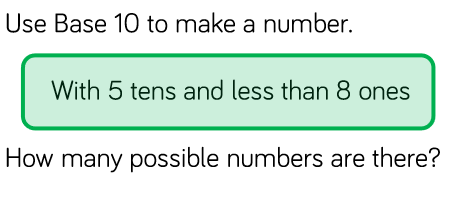 Use Base 10 to make a number.
With 5 tens and less than 8 ones
How many possible numbers are there?